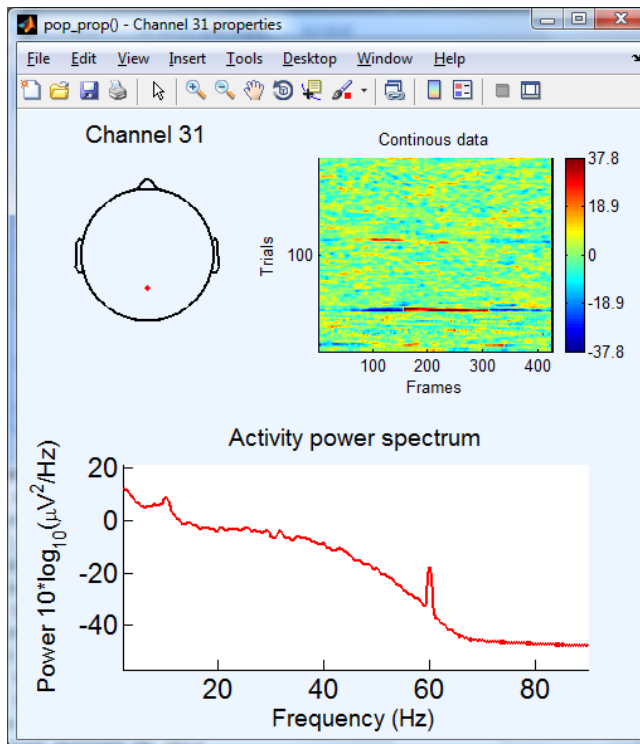 pop_prop() - Channel 31 properties
File Edit View Insert Tools Desktop Window Help
Channel 31
Continous data
Trials
100
100 200 300 400
Frames
37.8
18.9
0
-18.9
-37.8
Activity power spectrum
Power 10*log10(μV2/Hz)
20
0
-20
-40
20 40 60 80
Frequency (Hz)